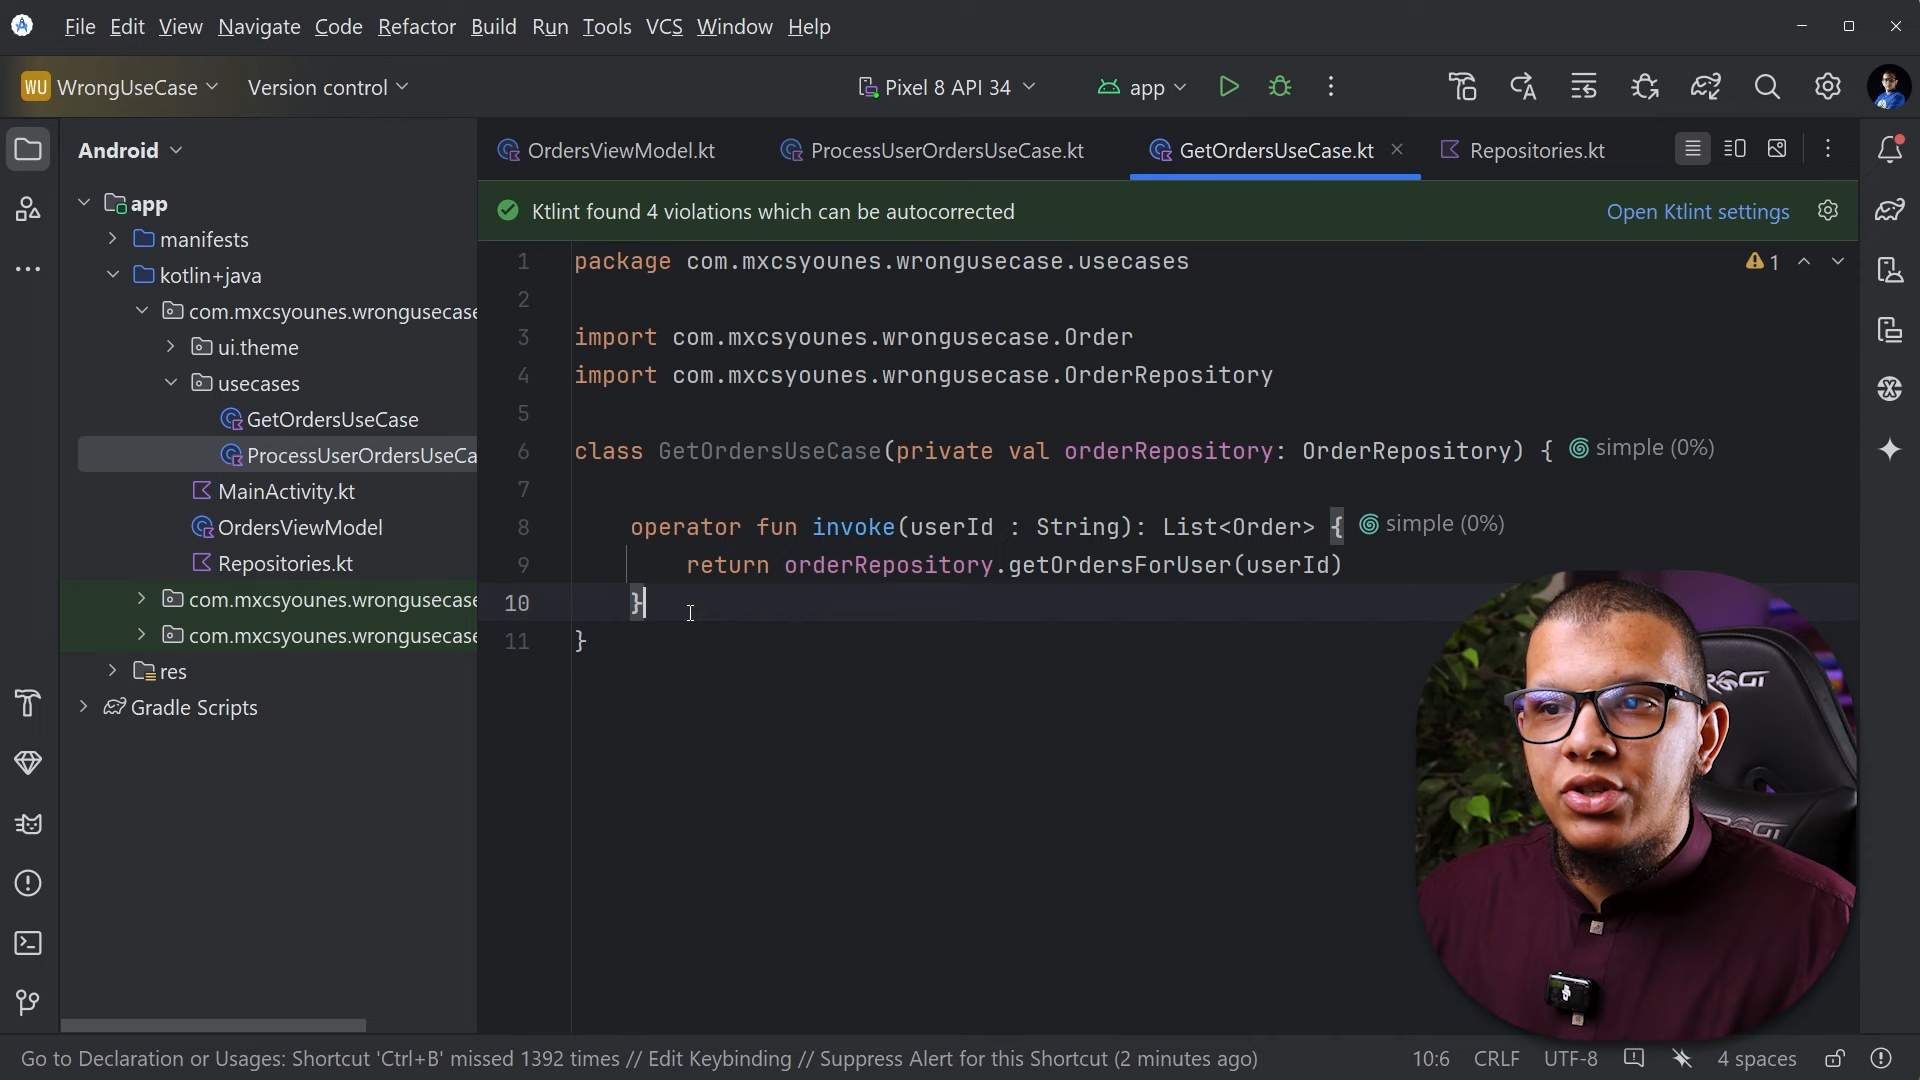 File Edit View Navigate Code Refactor Build Run Tools VCS Window Help
WU WrongUseCase Version control Pixel 8 API 34 app
Android
OrdersViewModel.kt ProcessUserOrdersUseCase.kt GetOrdersUseCase.kt Repositories.kt
Ktlint found 4 violations which can be autocorrected Open Ktlint settings
app
manifests
kotlin+java
com.mxcsyounes.wrongusecase
ui.theme
usecases
GetOrdersUseCase
ProcessUserOrdersUseCa
MainActivity.kt
OrdersViewModel
Repositories.kt
com.mxcsyounes.wrongusecase
com.mxcsyounes.wrongusecase
res
Gradle Scripts
1 package com.mxcsyounes.wrongusecase.usecases 1
2
3 import com.mxcsyounes.wrongusecase.Order
4 import com.mxcsyounes.wrongusecase.OrderRepository
5
6 class GetOrdersUseCase(private val orderRepository: OrderRepository) { simple (0%)
7
8 operator fun invoke(userId : String): List<Order> { simple (0%)
9 return orderRepository.getOrdersForUser(userId)
10 }
11 }
Go to Declaration or Usages: Shortcut 'Ctrl+B' missed 1392 times // Edit Keybinding // Suppress Alert for this Shortcut (2 minutes ago) 10:6 CRLF UTF-8 4 spaces